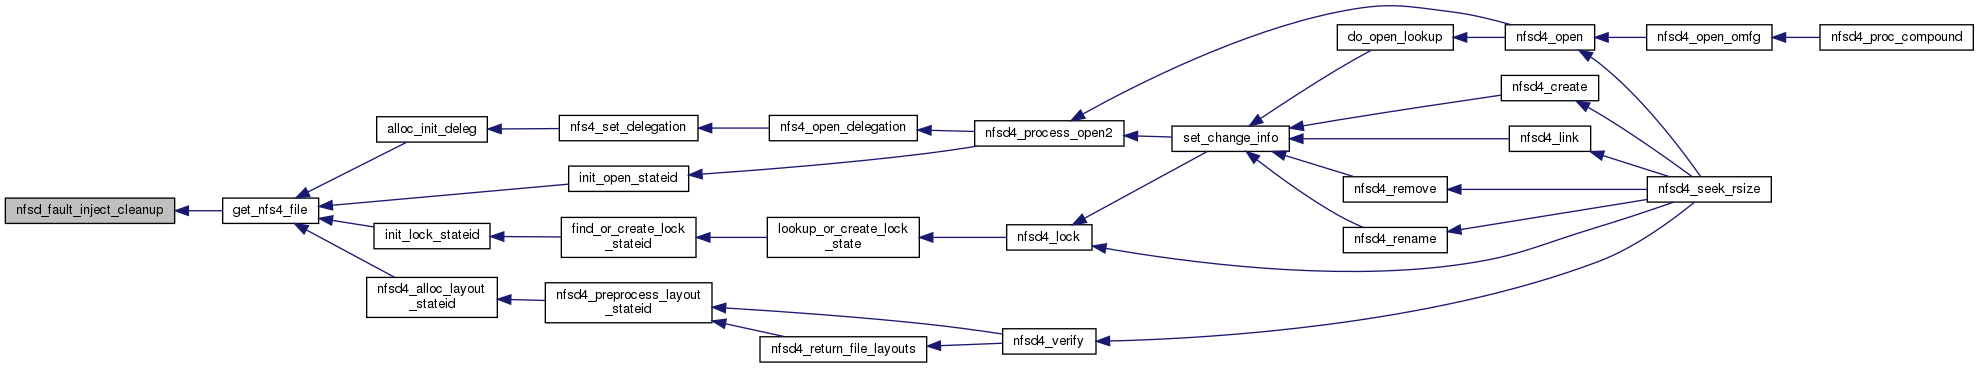 nfsd_fault_inject_cleanup
get_nfs4_file
alloc_init_deleg
init_open_stateid
init_lock_stateid
nfsd4_alloc_layout
_stateid
nfs4_set_delegation
find_or_create_lock
_stateid
nfsd4_preprocess_layout
_stateid
nfs4_open_delegation
lookup_or_create_lock
_state
nfsd4_return_file_layouts
nfsd4_process_open2
nfsd4_lock
nfsd4_verify
set_change_info
do_open_lookup
nfsd4_remove
nfsd4_rename
nfsd4_open
nfsd4_create
nfsd4_link
nfsd4_open_omfg
nfsd4_seek_rsize
nfsd4_proc_compound